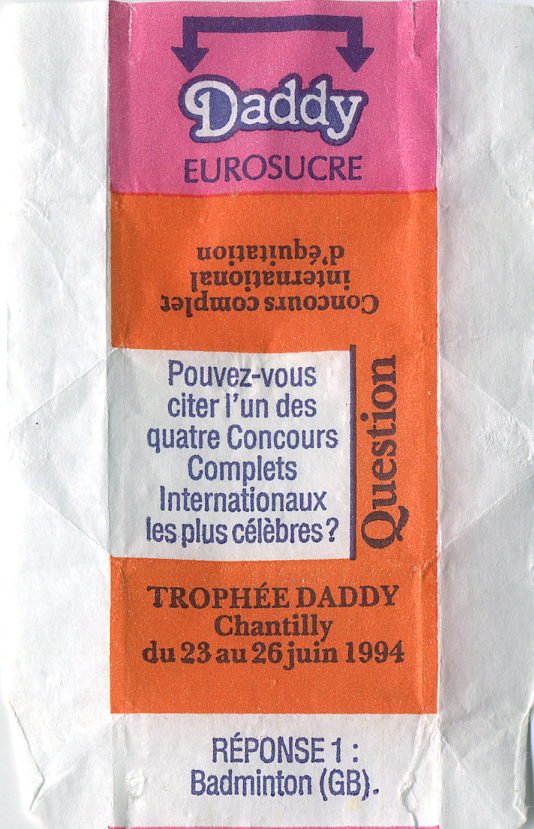 Daddy
EUROSUCRE
Concours complet
international
d'équitation
Pouvez-vous
citer l'un des
quatre Concours
Complets
Internationaux
les plus célèbres?
Question
TROPHÉE DADDY
Chantilly
du 23 au 26 juin 1994
RÉPONSE 1 :
Badminton (GB).